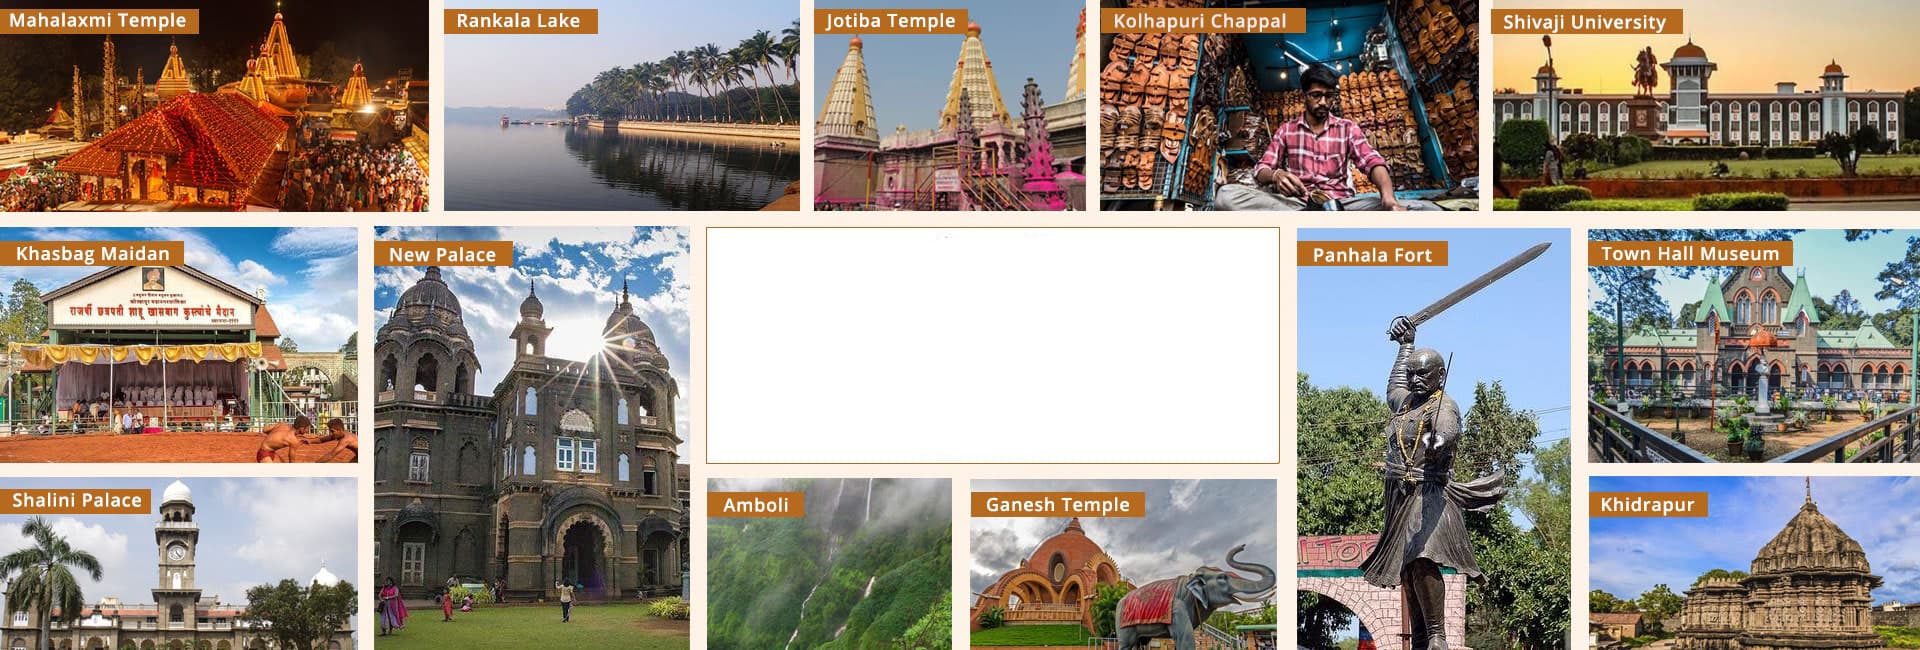 Mahalaxmi Temple
Rankala Lake
Jotiba Temple
Kolhapuri Chappal
Shivaji University
Khasbag Maidan
राजर्षी छत्रपती शाहू खासबाग कुस्त्यांचे मैदान
New Palace
Panhala Fort
Town Hall Museum
Shalini Palace
Amboli
Ganesh Temple
Khidrapur